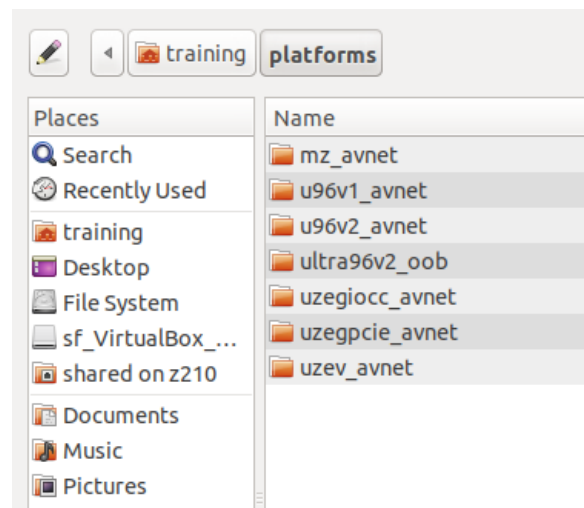 training platforms
Places
Search
Recently Used
training
Desktop
File System
sf_VirtualBox_...
shared on z210
Documents
Music
Pictures
Name
mz_avnet
u96v1_avnet
u96v2_avnet
ultra96v2_oob
uzegiocc_avnet
uzegpcie_avnet
uzev_avnet